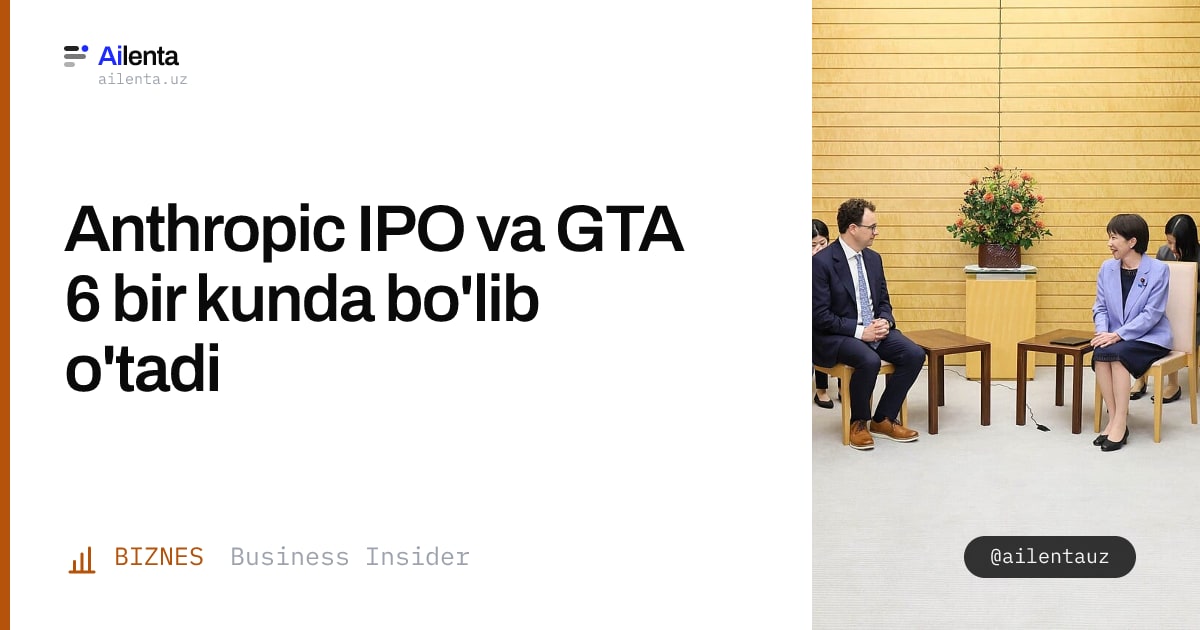 Ailenta
ailenta.uz
Anthropic IPO va GTA
6 bir kunda bo'lib
o'tadi
BIZNES Business Insider
@ailentauz